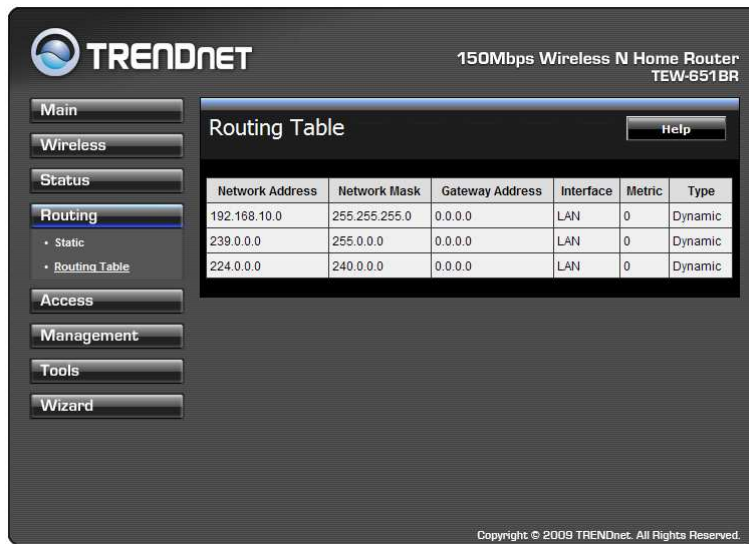 TRENDNET
150Mbps Wireless N Home Router
TEW-651BR
Main
Wireless
Status
Routing
• Static
• Routing Table
Access
Management
Tools
Wizard
Routing Table
Help
Network Address Network Mask Gateway Address Interface Metric Type
192.168.10.0 255.255.255.0 0.0.0.0 LAN 0 Dynamic
239.0.0.0 255.0.0.0 0.0.0.0 LAN 0 Dynamic
224.0.0.0 240.0.0.0 0.0.0.0 LAN 0 Dynamic
Copyright © 2009 TRENDnet. All Rights Reserved.